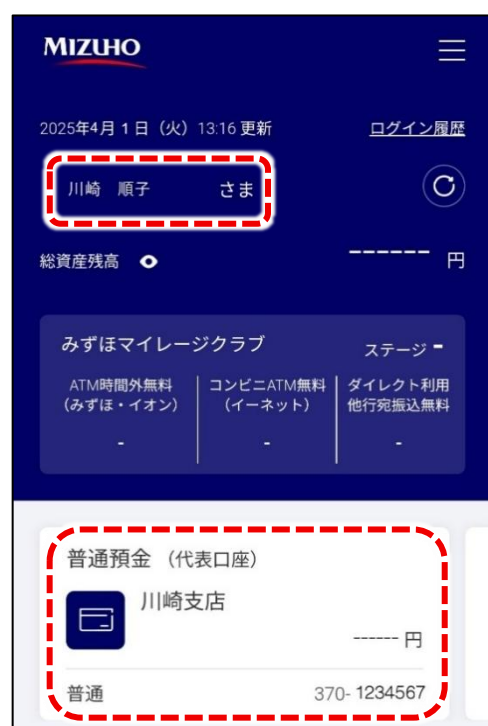 MIZUHO
2025年4月1日（火）13:16 更新 ログイン履歴
川崎 順子 さま
総資産残高 ------ 円
みずほマイレージクラブ ステージ -
ATM時間外無料 コンビニATM無料 ダイレクト利用
（みずほ・イオン） （イーネット） 他行宛振込無料
- - -
普通預金 （代表口座）
川崎支店
------ 円
普通 370- 1234567